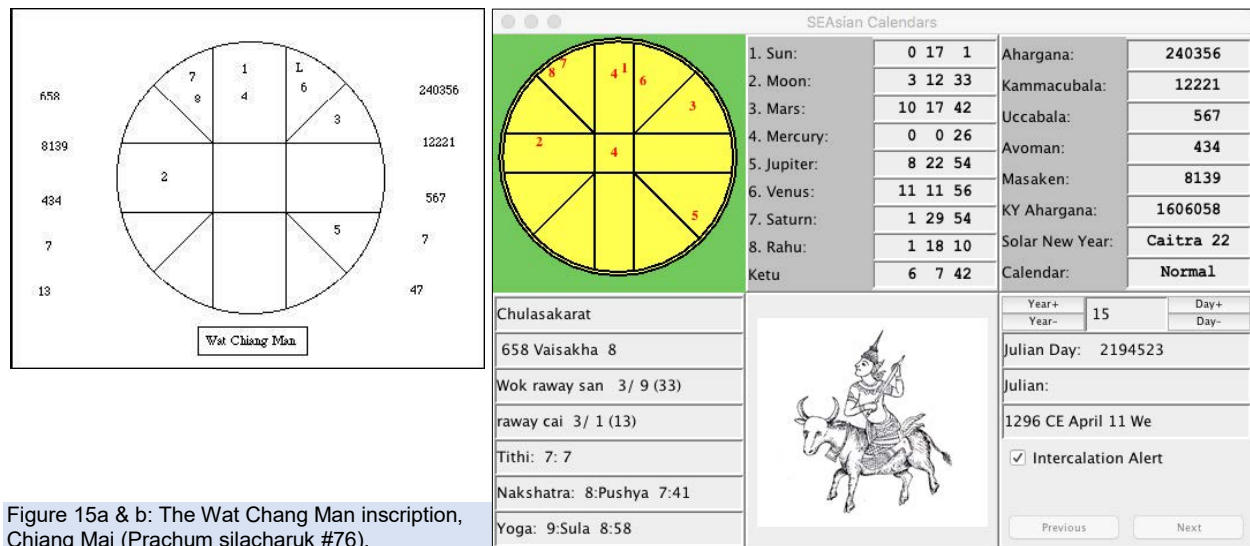 7
8
1
4
L
6
3
2
5
658
8139
434
7
13
240356
12221
567
7
47
Wat Chiang Man
Figure 15a & b: The Wat Chang Man inscription,
Chiang Mai (Prachum silacharuk #76).
SEAsian Calendars
8 7
4 1
6
3
2
4
5
1. Sun: 0 17 1
2. Moon: 3 12 33
3. Mars: 10 17 42
4. Mercury: 0 0 26
5. Jupiter: 8 22 54
6. Venus: 11 11 56
7. Saturn: 1 29 54
8. Rahu: 1 18 10
Ketu 6 7 42
Ahargana: 240356
Kammacubala: 12221
Uccabala: 567
Avoman: 434
Masaken: 8139
KY Ahargana: 1606058
Solar New Year: Caitra 22
Calendar: Normal
Chulasakarat
658 Vaisakha 8
Wok raway san 3/ 9 (33)
raway cai 3/ 1 (13)
Tithi: 7: 7
Nakshatra: 8:Pushya 7:41
Yoga: 9:Sula 8:58
Year+ 15 Day+
Year- Day-
Julian Day: 2194523
Julian:
1296 CE April 11 We
Intercalation Alert
Previous Next